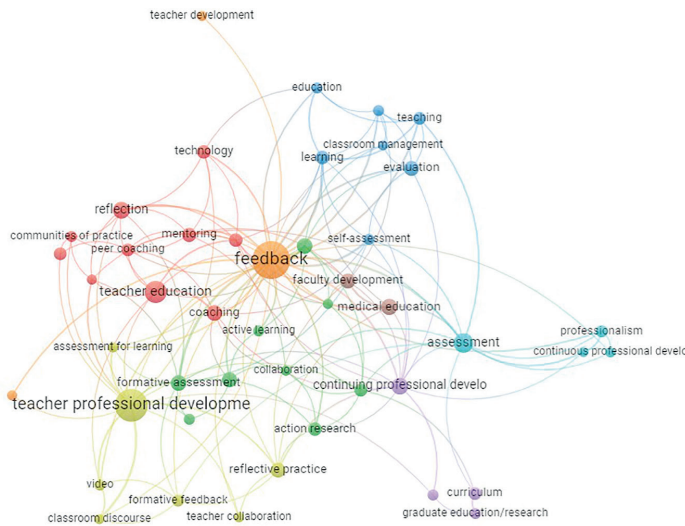 teacher development
education
teaching
classroom management
technology
learning
evaluation
reflection
communities of practice
mentoring
self-assessment
peer coaching
feedback
faculty development
teacher education
medical education
coaching
active learning
professionalism
assessment
assessment for learning
continuous professional develo
collaboration
formative assessment
continuing professional develo
teacher professional developme
action research
reflective practice
video
curriculum
formative feedback
graduate education/research
classroom discourse
teacher collaboration